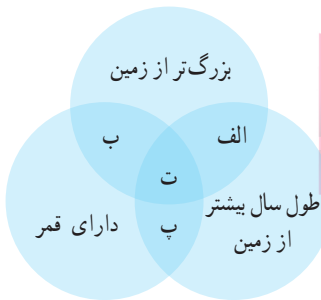 بزرگ‌تر از زمین
ب
الف
ت
پ
دارای قمر
طول سال بیشتر
از زمین